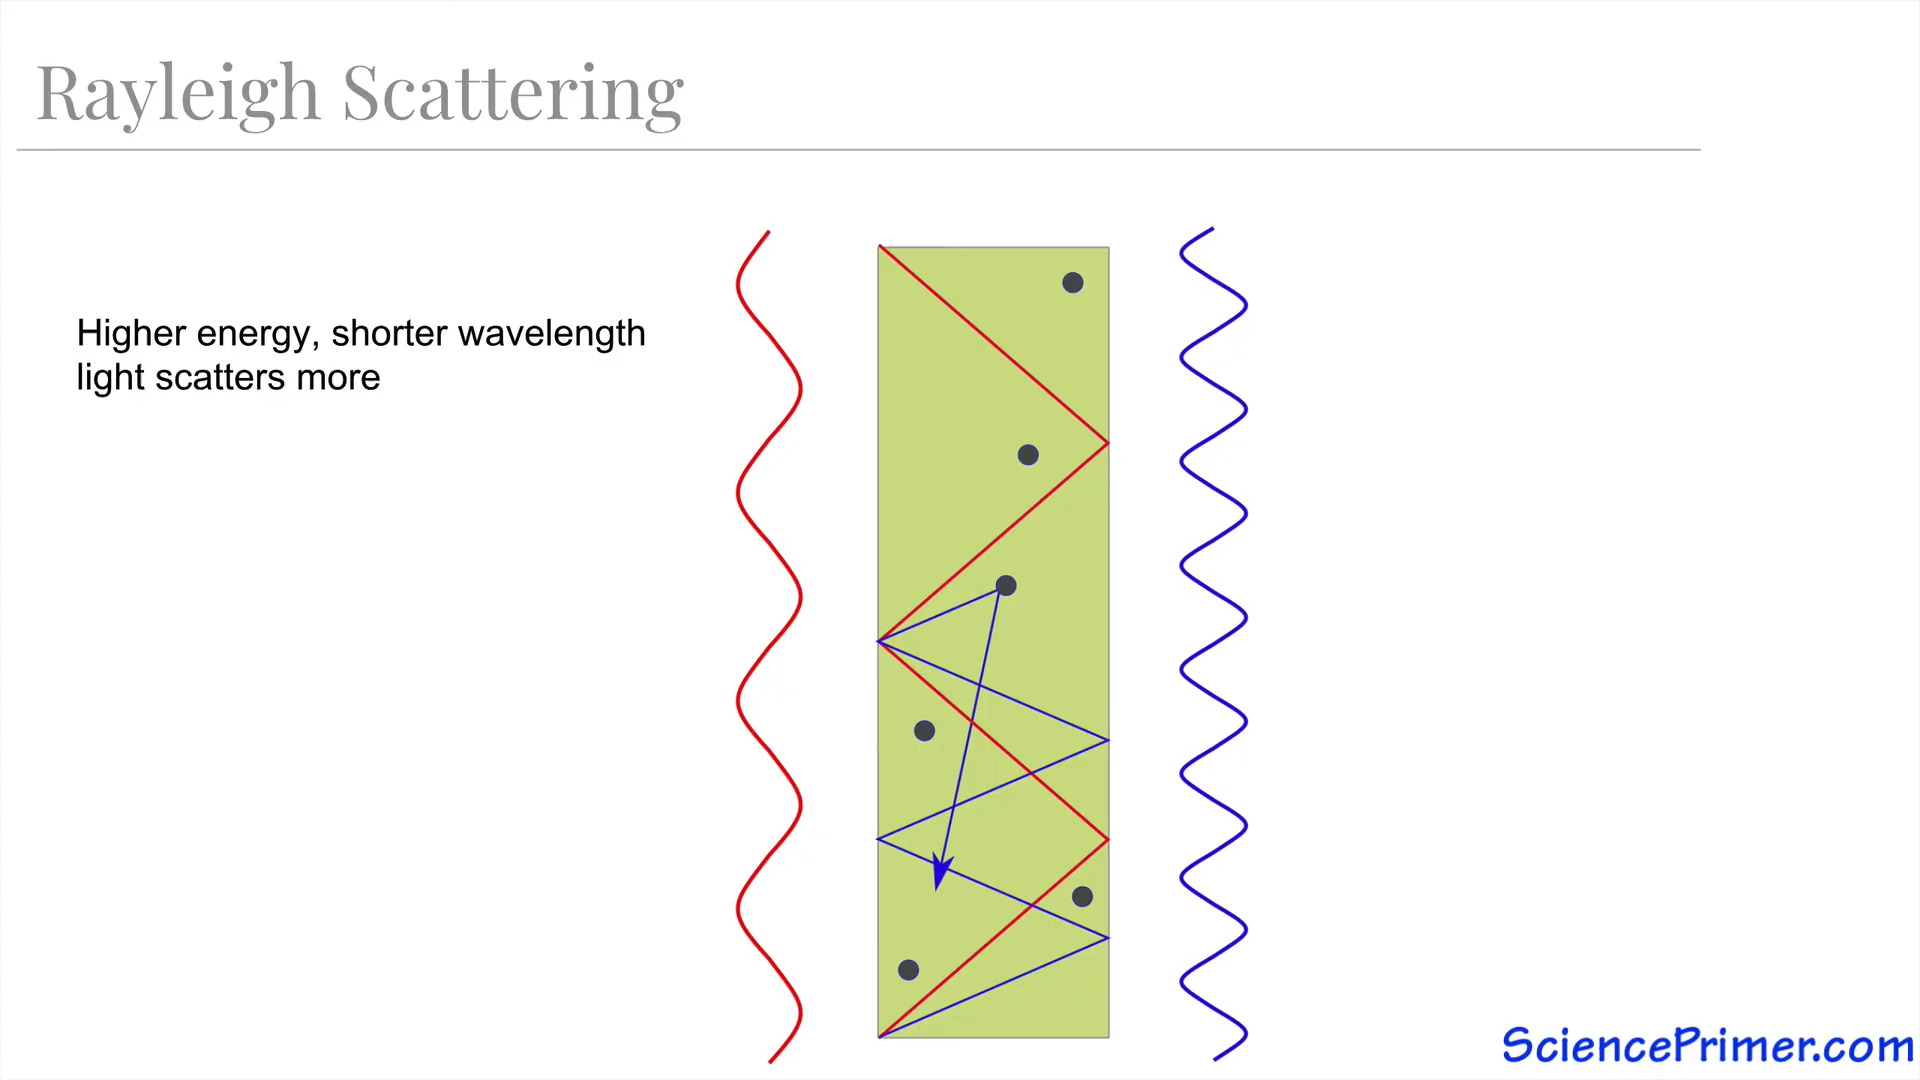 Rayleigh Scattering
Higher energy, shorter wavelength
light scatters more
SciencePrimer.com